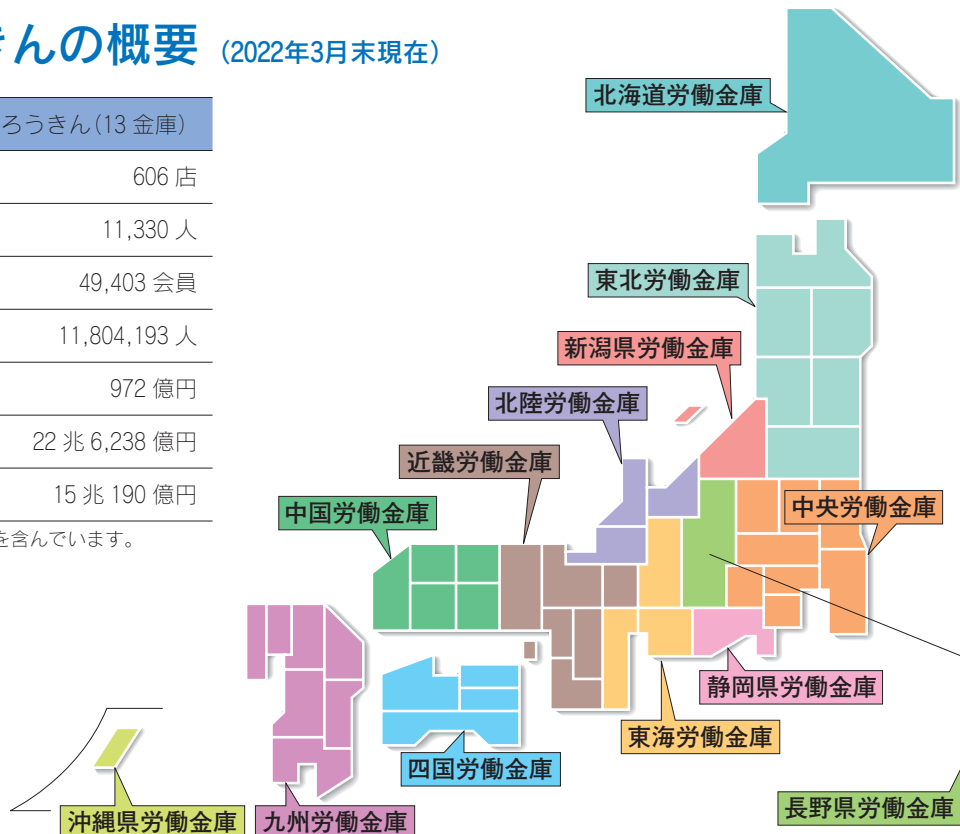 きんの概要 (2022年3月末現在)
ろうきん(13 金庫)
606 店
11,330 人
49,403 会員
11,804,193 人
972 億円
22 兆 6,238 億円
15 兆 190 億円
を含んでいます。
北海道労働金庫
東北労働金庫
新潟県労働金庫
北陸労働金庫
近畿労働金庫
中国労働金庫
中央労働金庫
静岡県労働金庫
東海労働金庫
四国労働金庫
長野県労働金庫
沖縄県労働金庫
九州労働金庫